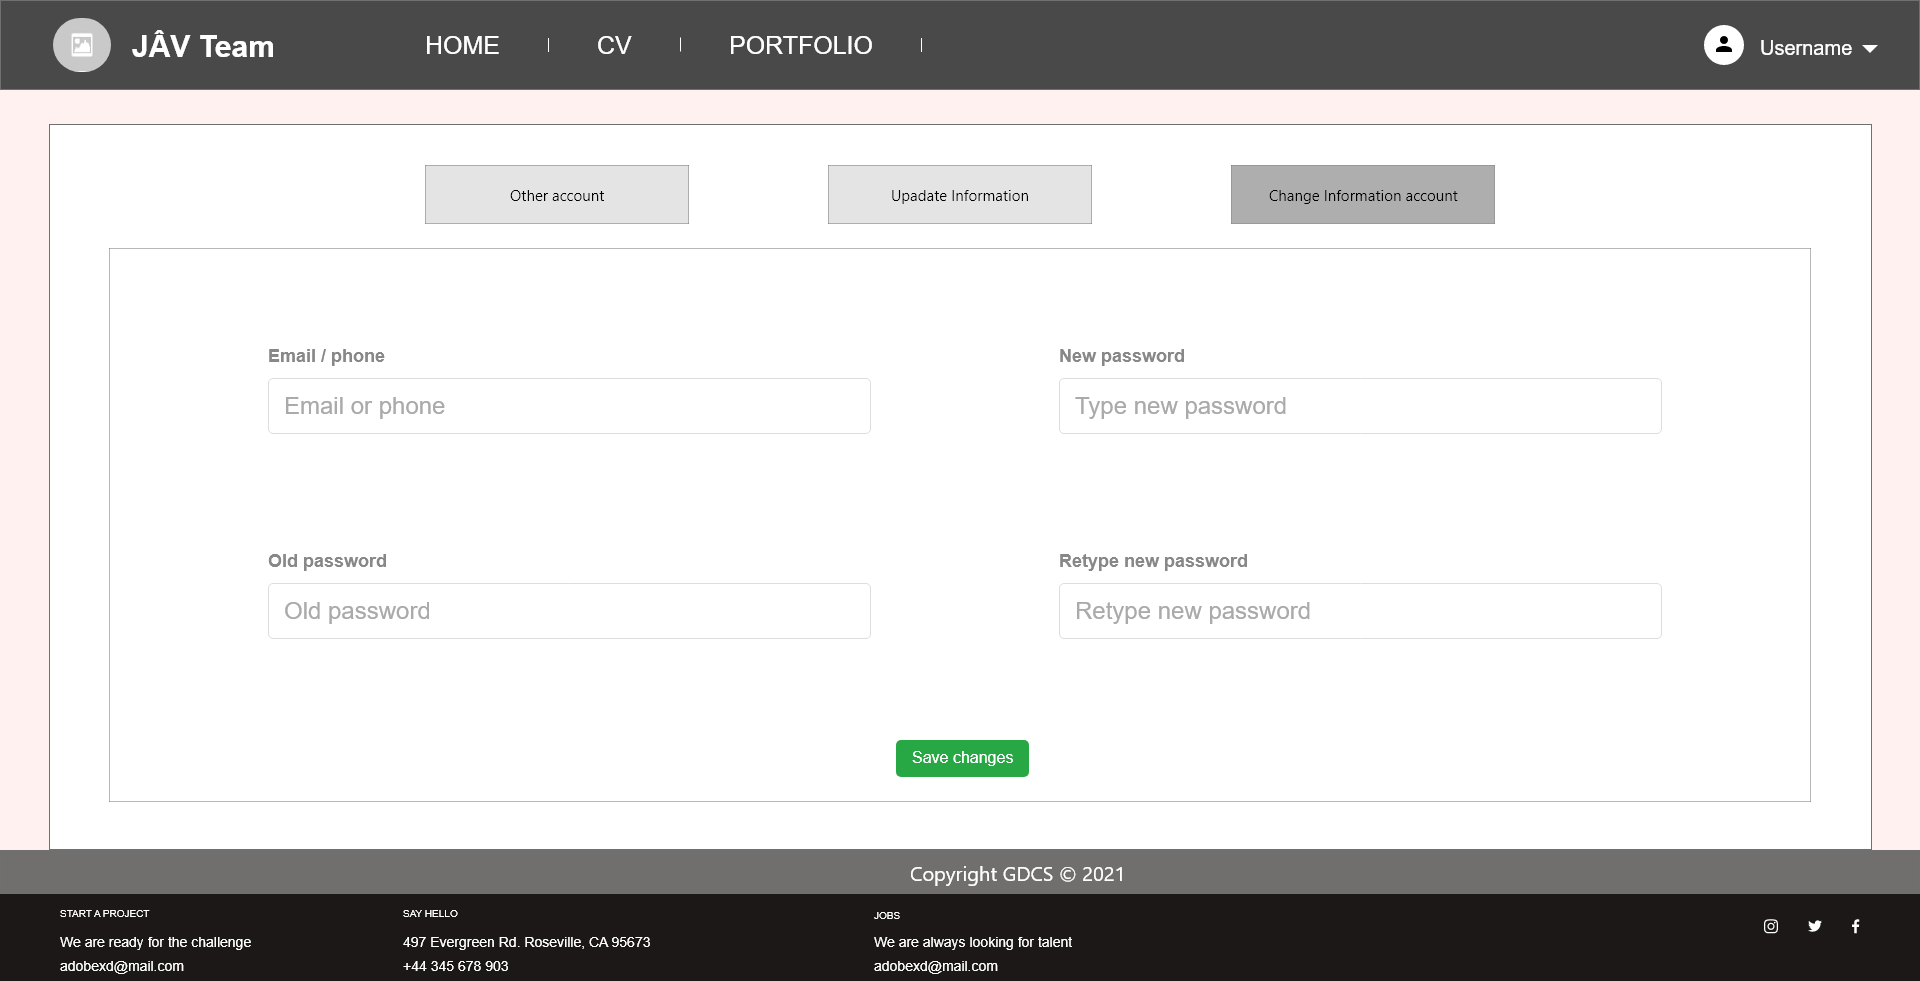 JÂV Team
HOME
CV
PORTFOLIO
Username
Other account
Upadate Information
Change Information account
Email / phone
New password
Email or phone
Type new password
Old password
Retype new password
Old password
Retype new password
Save changes
Copyright GDCS © 2021
START A PROJECT
We are ready for the challenge
adobexd@mail.com
SAY HELLO
497 Evergreen Rd. Roseville, CA 95673
+44 345 678 903
JOBS
We are always looking for talent
adobexd@mail.com